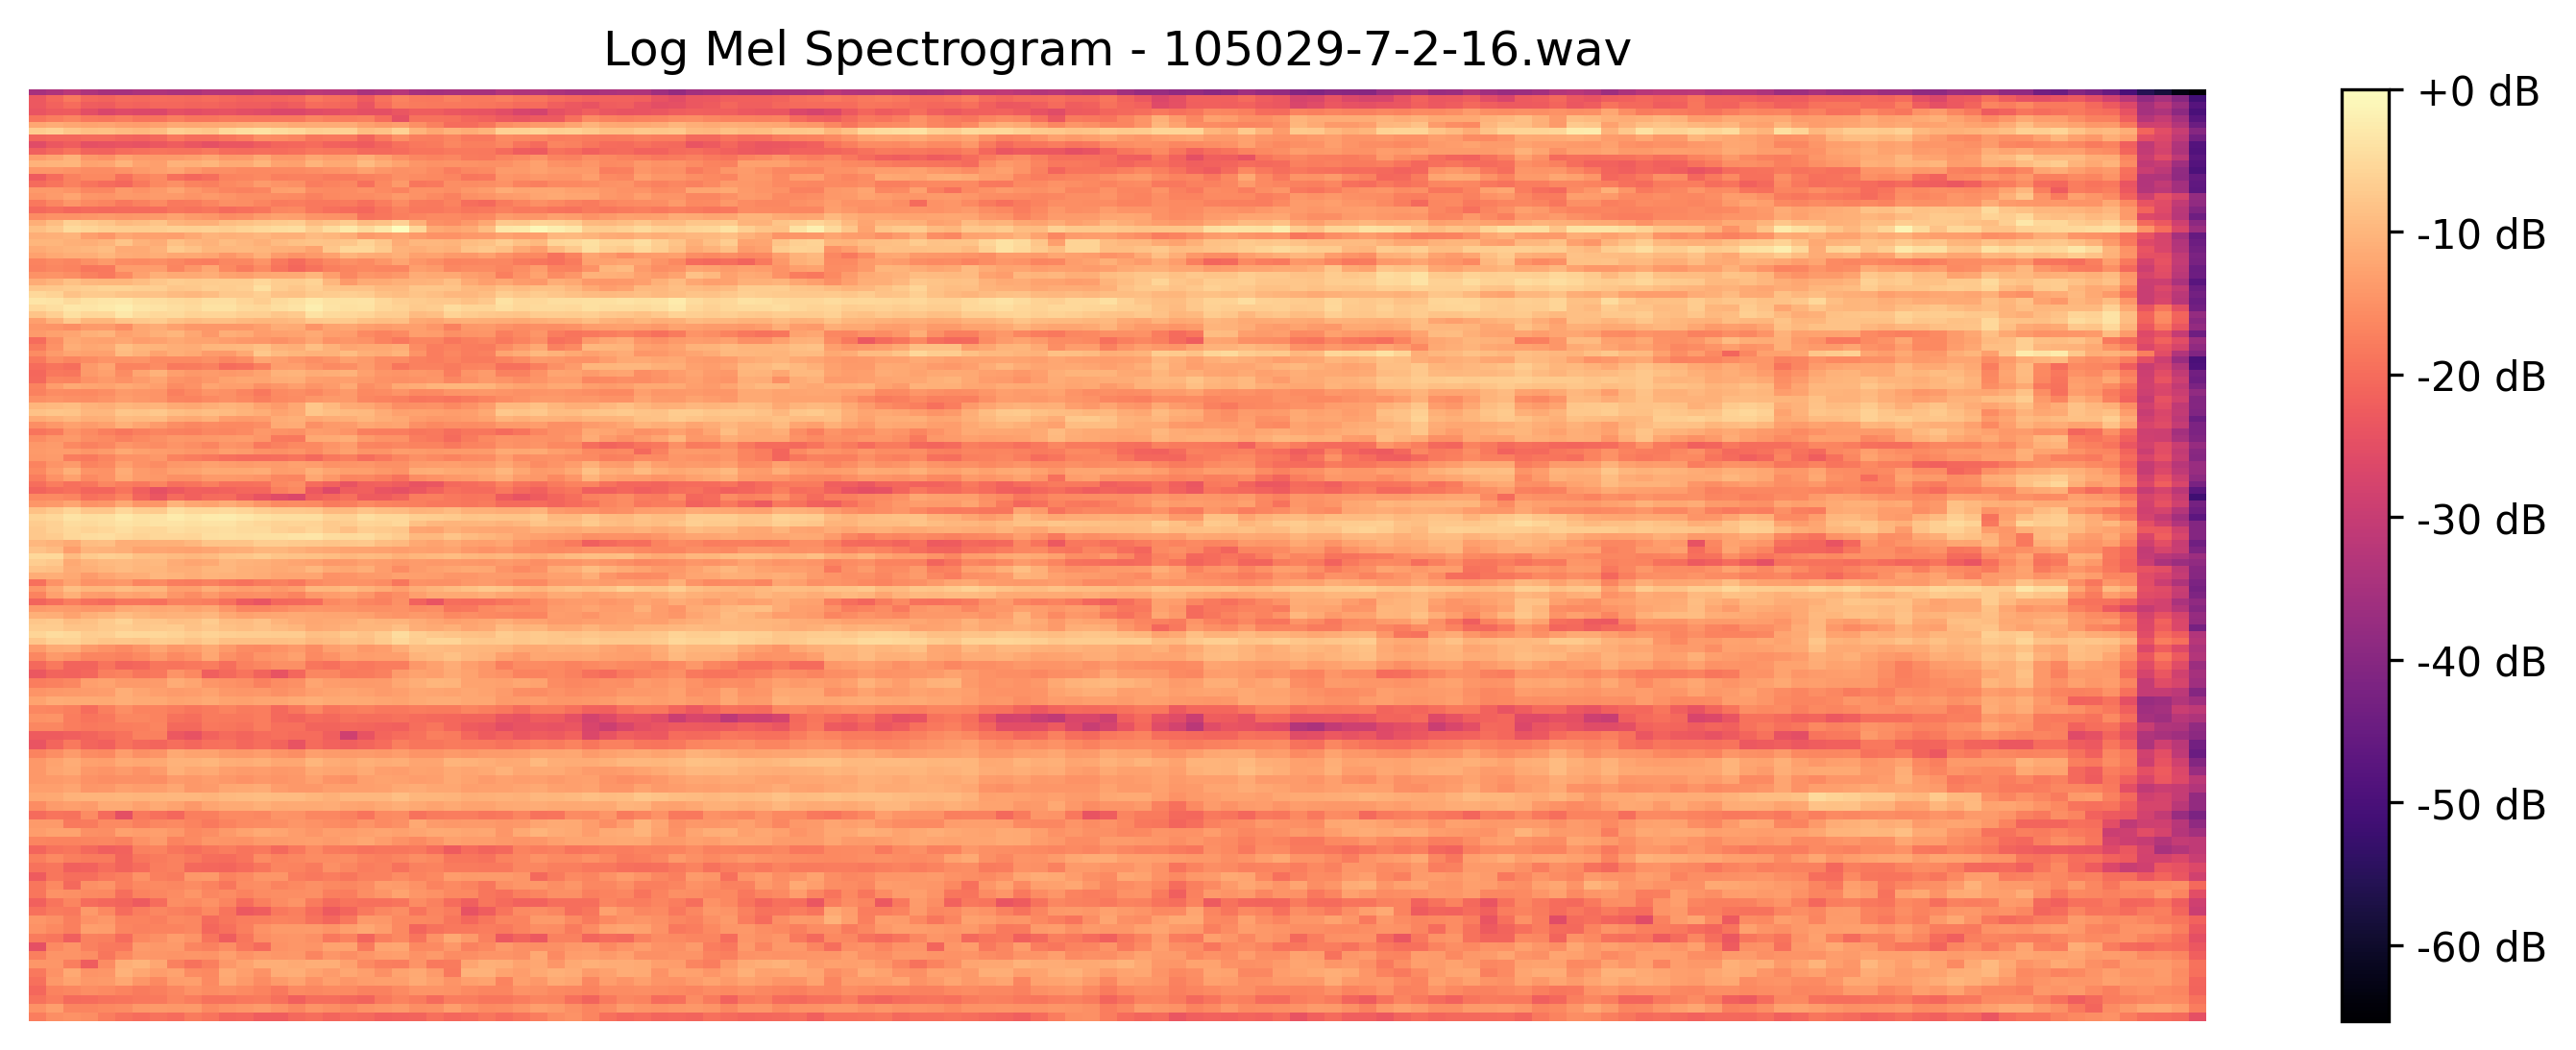 Log Mel Spectrogram - 105029-7-2-16.wav
+0 dB
-10 dB
-20 dB
-30 dB
-40 dB
-50 dB
-60 dB